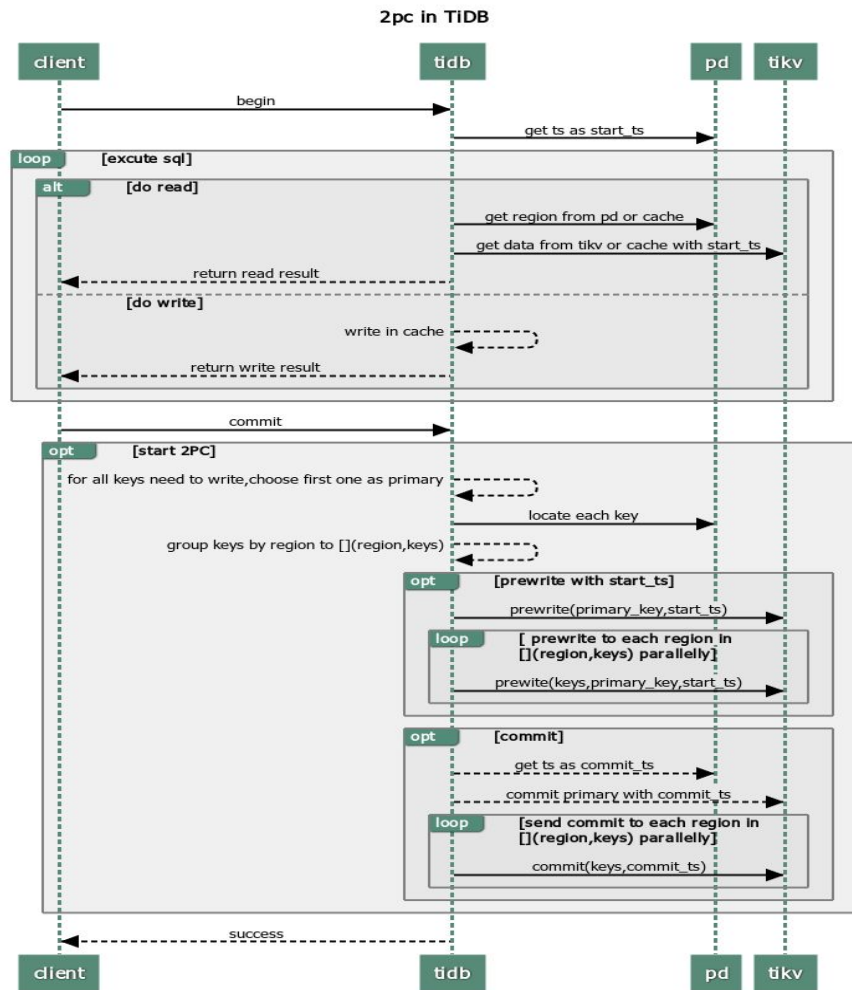 2pc in TiDB
client tidb pd tikv
begin
get ts as start_ts
loop [excute sql]
alt [do read]
get region from pd or cache
get data from tikv or cache with start_ts
return read result
[do write]
write in cache
return write result
commit
opt [start 2PC]
for all keys need to write,choose first one as primary
locate each key
group keys by region to [](region,keys)
opt [prewrite with start_ts]
prewrite(primary_key,start_ts)
loop [ prewrite to each region in
[](region,keys) parallelly]
prewite(keys,primary_key,start_ts)
opt [commit]
get ts as commit_ts
commit primary with commit_ts
loop [send commit to each region in
[](region,keys) parallelly]
commit(keys,commit_ts)
success
client tidb pd tikv